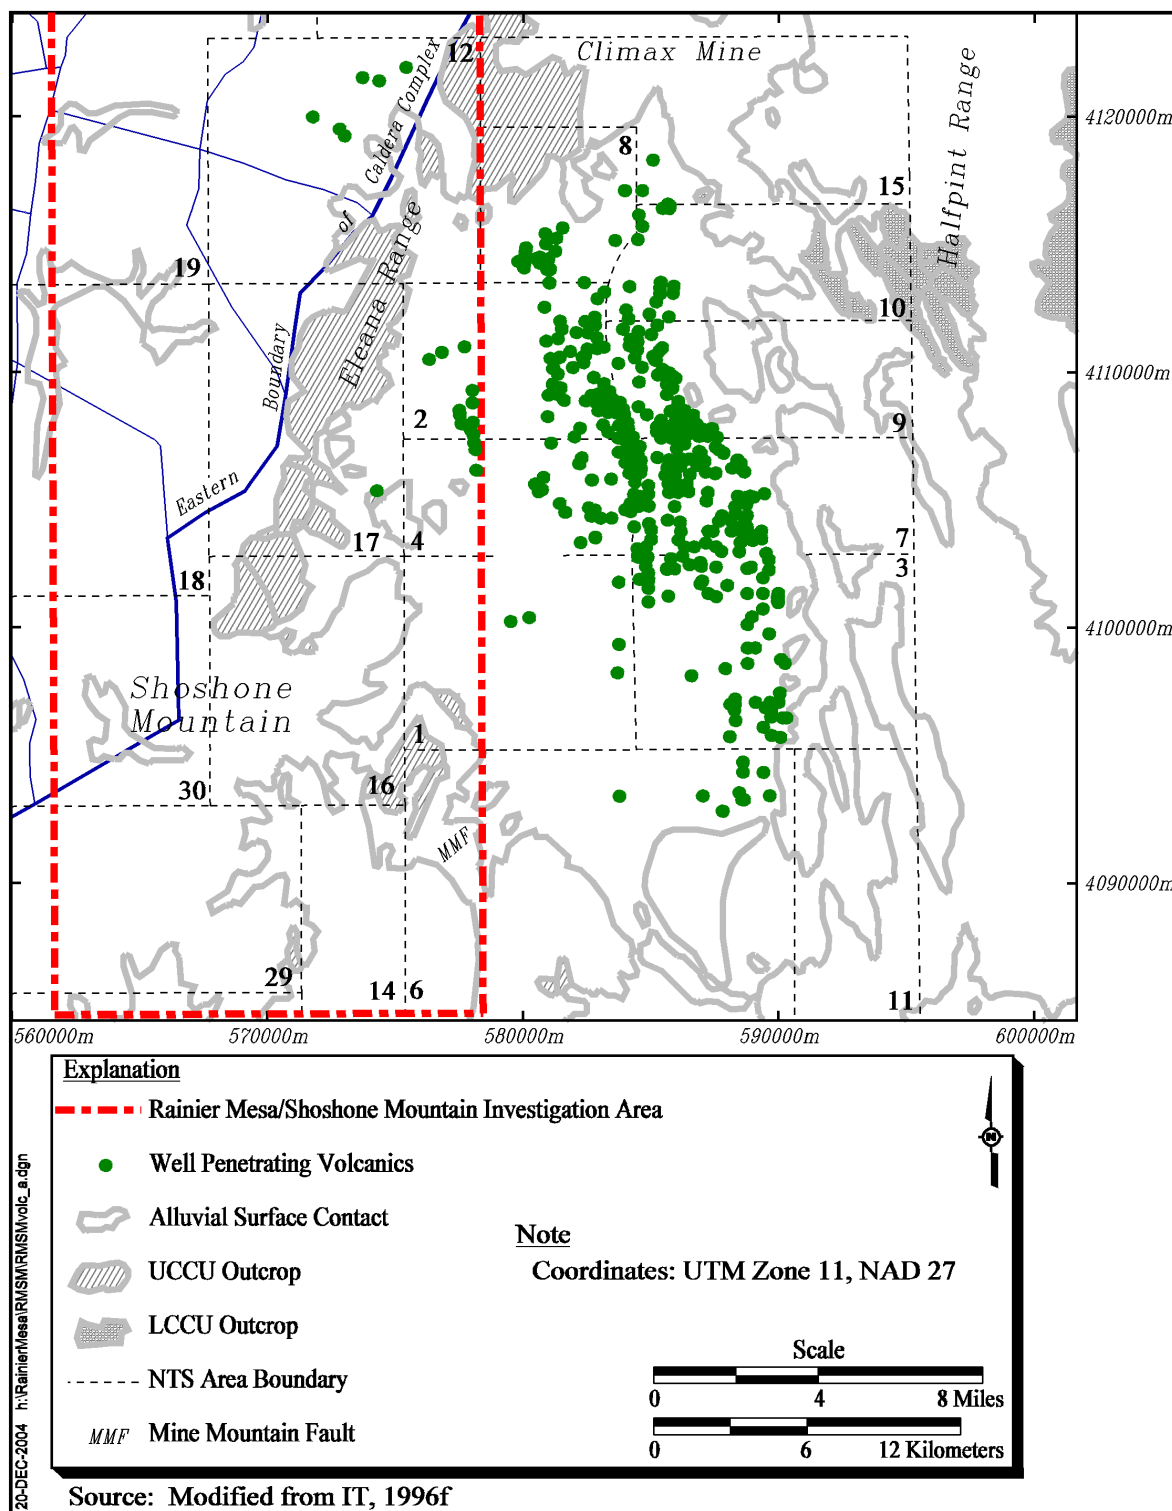 12
Climax Mine
Halfpint Range
4120000m
Caldera Complex
8
15
of
Eleana Range
19
10
Boundary
4110000m
2
9
Eastern
17
4
7
3
18
4100000m
Shoshone
Mountain
1
30
16
MMF
4090000m
29
14
6
11
560000m
570000m
580000m
590000m
600000m
Explanation
Rainier Mesa/Shoshone Mountain Investigation Area
N
Well Penetrating Volcanics
Alluvial Surface Contact
Note
UCCU Outcrop
Coordinates: UTM Zone 11, NAD 27
LCCU Outcrop
Scale
NTS Area Boundary
0 4 8 Miles
MMF Mine Mountain Fault
0 6 12 Kilometers
20-DEC-2004 h:\RainierMesa\RMSM\RMSMvolc_a.dgn
Source: Modified from IT, 1996f